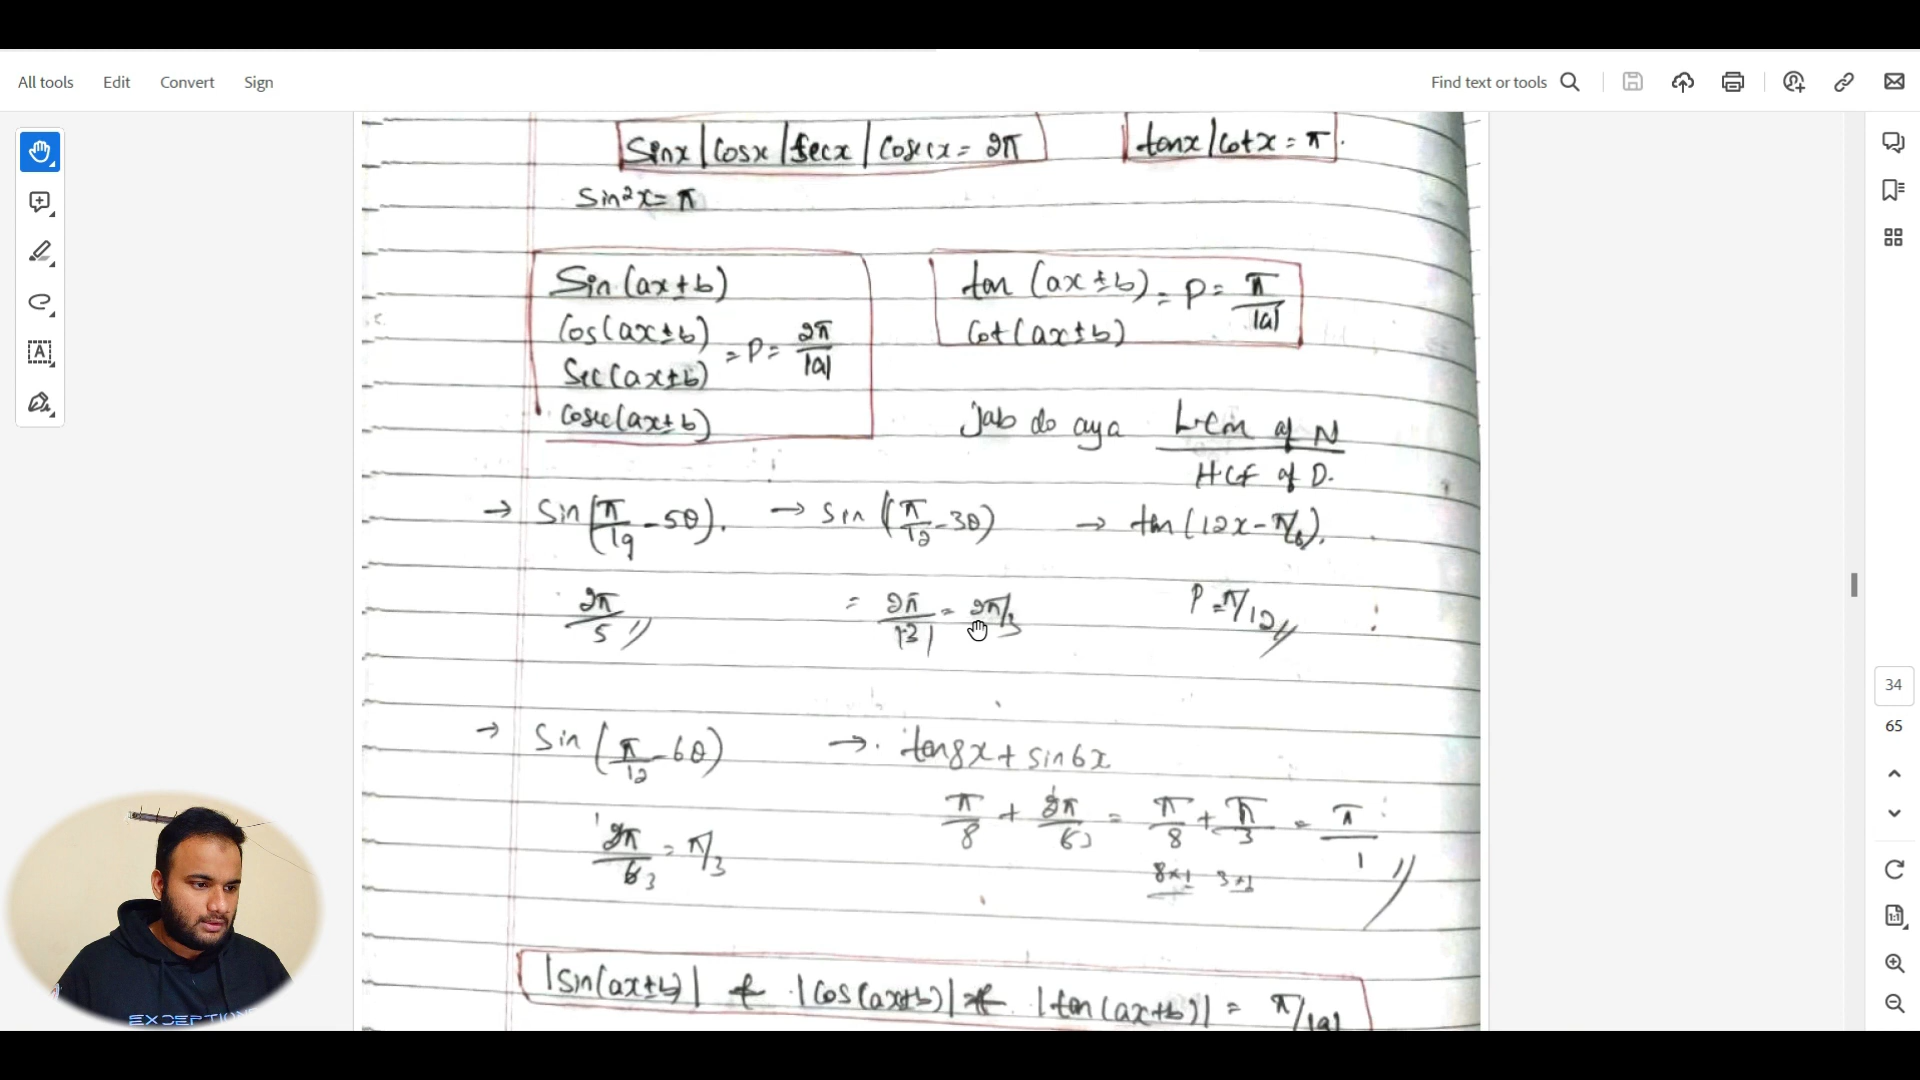 All tools Edit Convert Sign Find text or tools
Sinx | Cosx | Secx | Cosecx = 2π tanx | Cotx = π.
Sin²x = π
Sin (ax ± b)
Cos(ax ± b)
Sec(ax ± b)
Cosec(ax ± b)
= P = 2π/|a|
tan (ax ± b)
Cot (ax ± b)
= P = π/|a|
Jab do aya L.C.M of N / H.C.F of D.
→ Sin(π/19 - 5θ). → Sin (π/12 - 3θ) → tan(12x - π/6).
2π/5 = 2π/|3| = 2π/3 P = π/12
→ Sin (π/12 - 6θ) →. tan8x + sin6x
2π/6 3 = π/3 π/8 + 2π/6 3 = π/8 + π/3 = π/1
8×1 3×1
|Sin(ax±b)| + |Cos(ax±b)| + |tan(ax±b)| = π/|a|
34
65
EXCEPTION